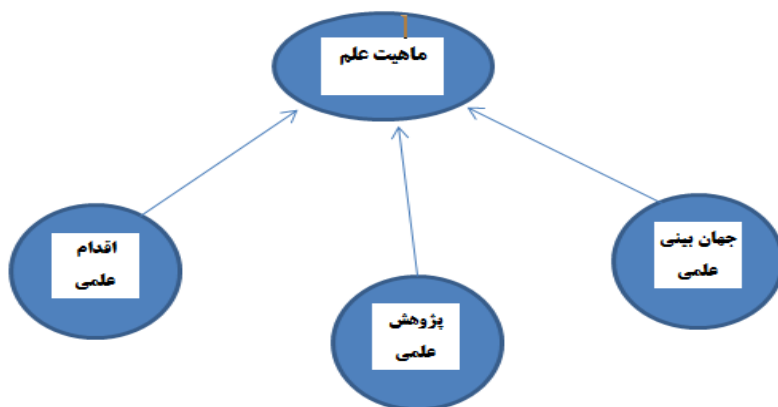 ماهیت علم
جهان بینی
علمی
پژوهش
علمی
اقدام
علمی